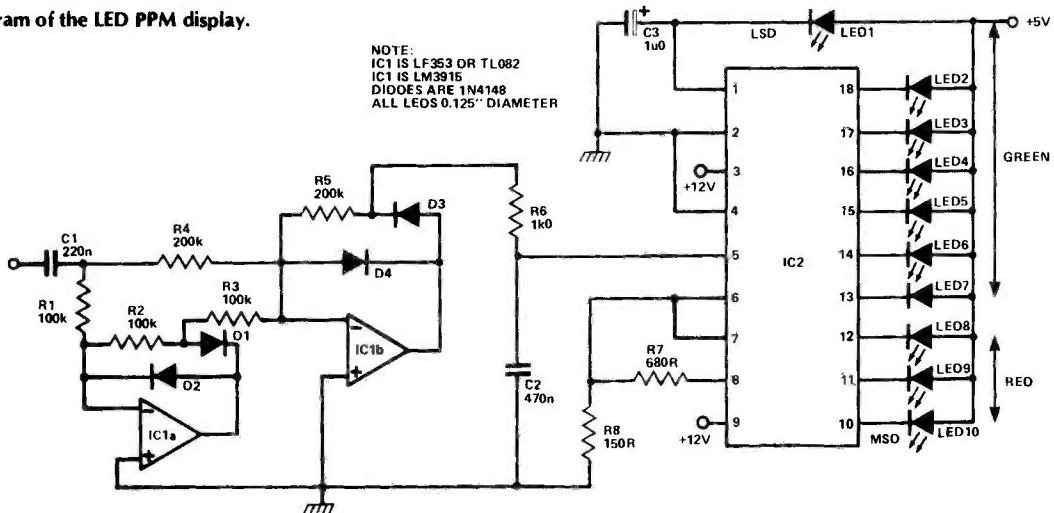 ram of the LED PPM display.
NOTE:
IC1 IS LF353 OR TL082
IC1 IS LM3915
DIODES ARE 1N4148
ALL LEDS 0.125" DIAMETER
C3
1u0
+
LSD
LED1
+5V
1
2
3
+12V
4
5
6
7
8
9
+12V
IC2
18
17
16
15
14
13
12
11
10
MSD
LED2
LED3
LED4
LED5
LED6
LED7
LED8
LED9
LED10
GREEN
RED
R5
200k
D3
R6
1k0
R4
200k
D4
C1
220n
R1
100k
R2
100k
R3
100k
D1
D2
IC1a
IC1b
R7
680R
C2
470n
R8
150R